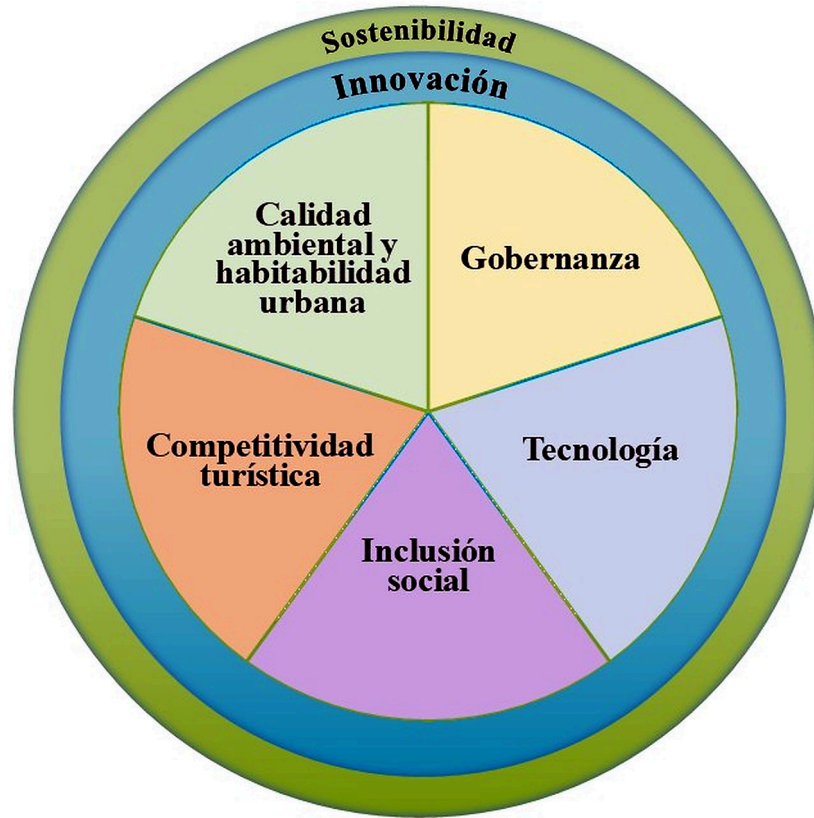 Sostenibilidad
Innovación
Calidad
ambiental y
habitabilidad
urbana
Gobernanza
Competitividad
turística
Tecnología
Inclusión
social